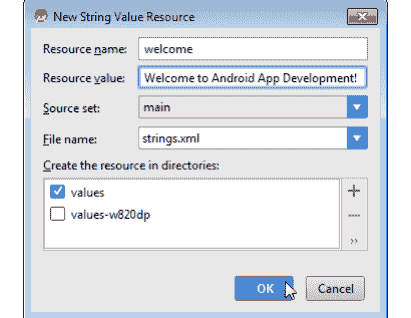 New String Value Resource
Resource name: welcome
Resource value: Welcome to Android App Development!
Source set: main
File name: strings.xml
Create the resource in directories:
values
values-w820dp
OK Cancel